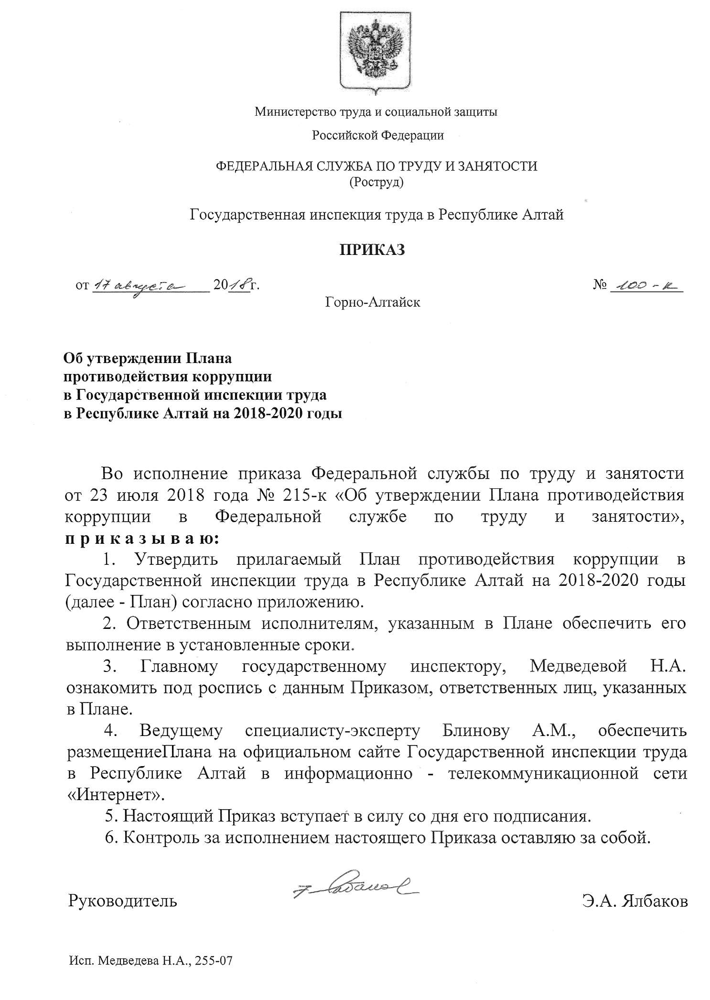 Министерство труда и социальной защиты
Российской Федерации
ФЕДЕРАЛЬНАЯ СЛУЖБА ПО ТРУДУ И ЗАНЯТОСТИ
(Роструд)
Государственная инспекция труда в Республике Алтай
ПРИКАЗ
от 17 августа 2018г. № 100-к
Горно-Алтайск
Об утверждении Плана
противодействия коррупции
в Государственной инспекции труда
в Республике Алтай на 2018-2020 годы
Во исполнение приказа Федеральной службы по труду и занятости
от 23 июля 2018 года № 215-к «Об утверждении Плана противодействия
коррупции в Федеральной службе по труду и занятости»,
п р и к а з ы в а ю:
1. Утвердить прилагаемый План противодействия коррупции в
Государственной инспекции труда в Республике Алтай на 2018-2020 годы
(далее - План) согласно приложению.
2. Ответственным исполнителям, указанным в Плане обеспечить его
выполнение в установленные сроки.
3. Главному государственному инспектору, Медведевой Н.А.
ознакомить под роспись с данным Приказом, ответственных лиц, указанных
в Плане.
4. Ведущему специалисту-эксперту Блинову А.М., обеспечить
размещениеПлана на официальном сайте Государственной инспекции труда
в Республике Алтай в информационно - телекоммуникационной сети
«Интернет».
5. Настоящий Приказ вступает в силу со дня его подписания.
6. Контроль за исполнением настоящего Приказа оставляю за собой.
Руководитель Э.А. Ялбаков
Исп. Медведева Н.А., 255-07